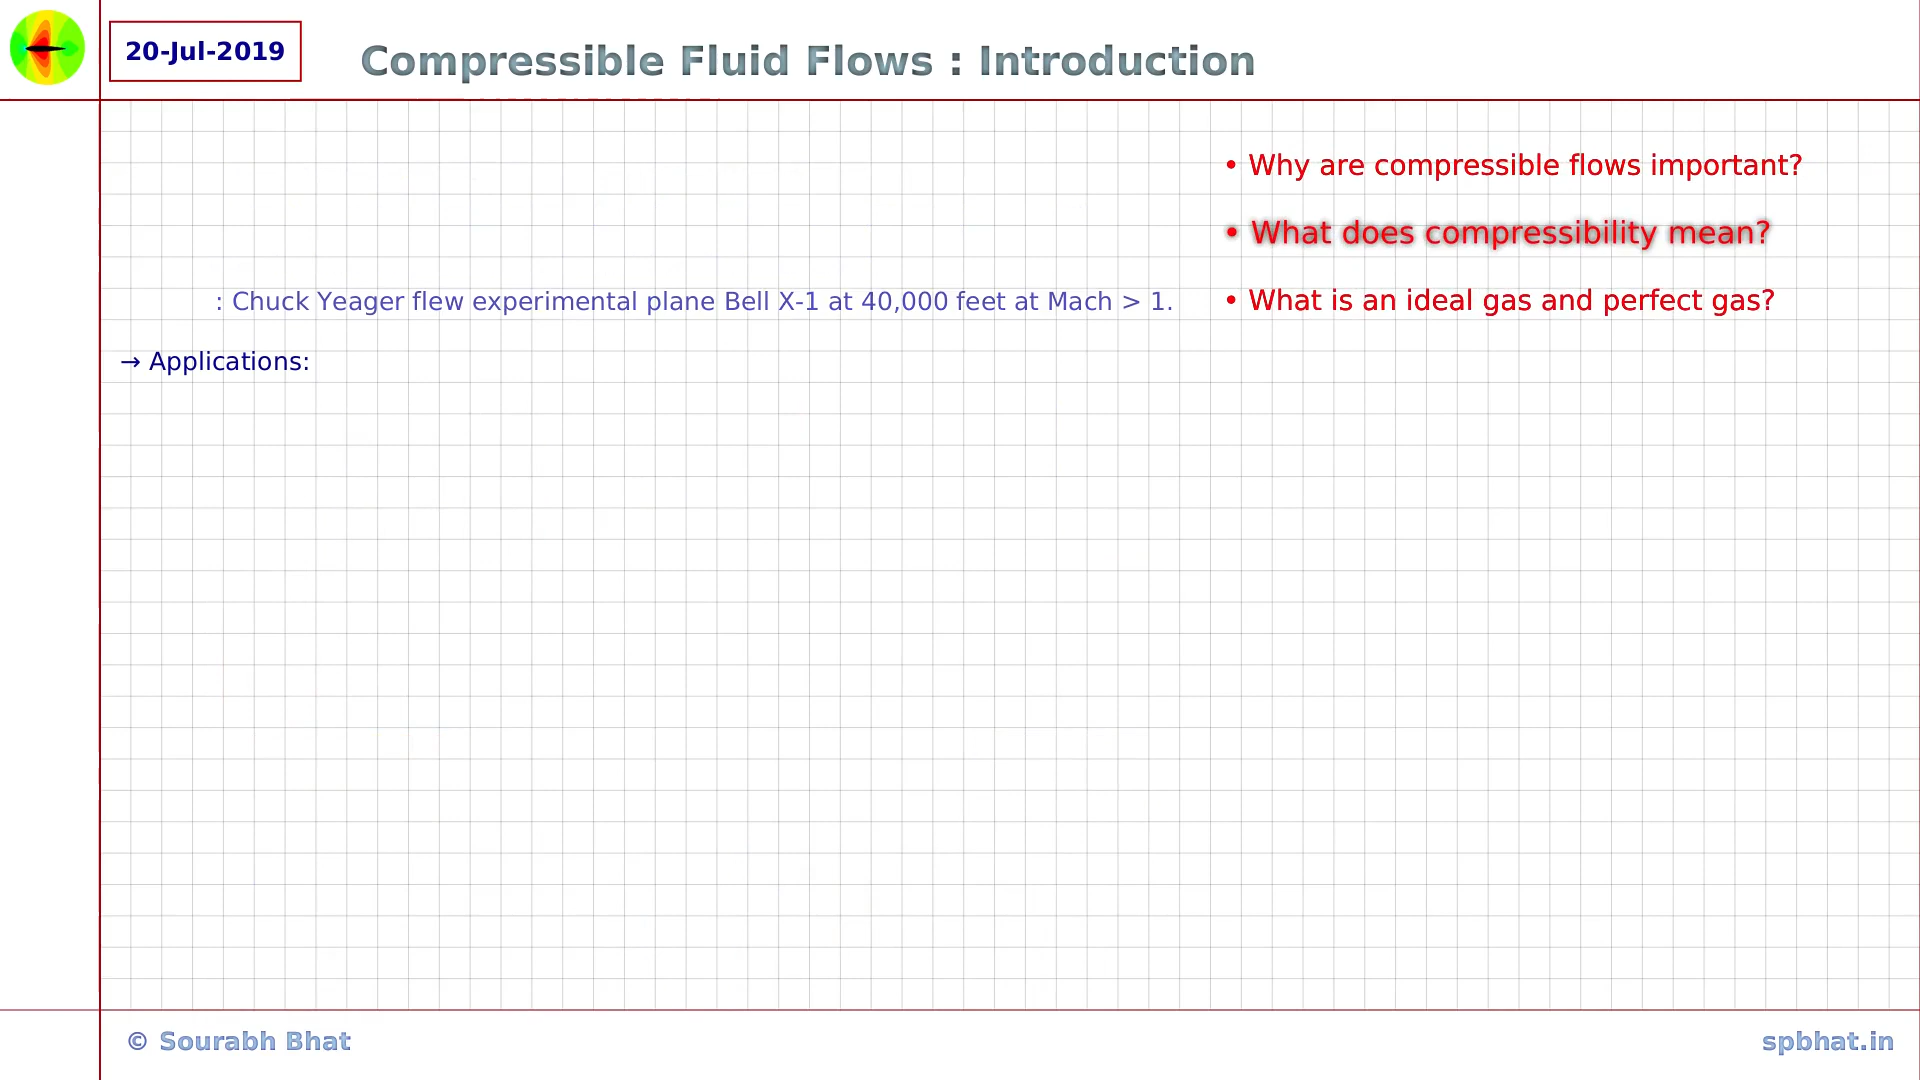 20-Jul-2019
Compressible Fluid Flows : Introduction
• Why are compressible flows important?
• What does compressibility mean?
: Chuck Yeager flew experimental plane Bell X-1 at 40,000 feet at Mach > 1.
• What is an ideal gas and perfect gas?
→ Applications:
© Sourabh Bhat
spbhat.in